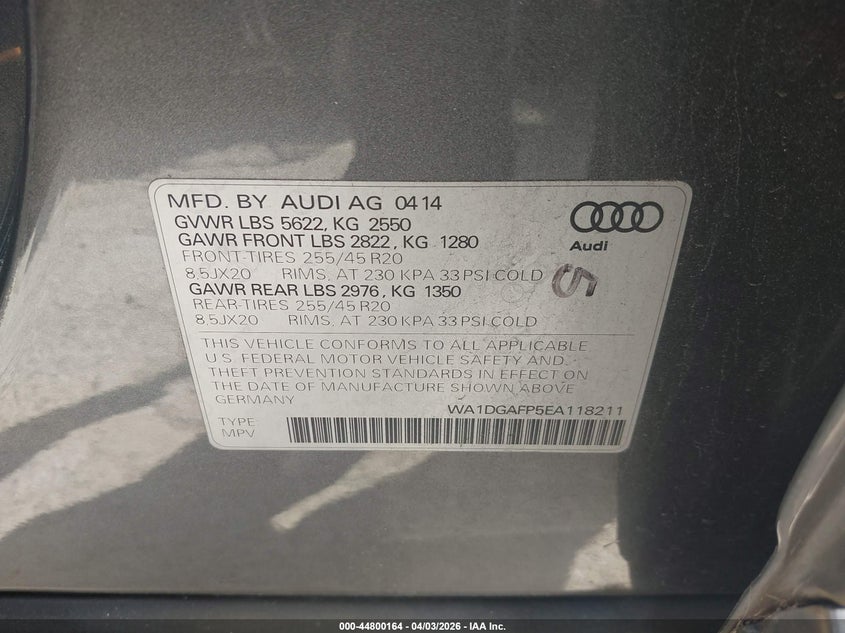 MFD. BY AUDI AG 0414
GVWR LBS 5622, KG 2550
GAWR FRONT LBS 2822, KG 1280
FRONT-TIRES 255/45 R20
8,5JX20 RIMS, AT 230 KPA 33 PSI COLD
GAWR REAR LBS 2976, KG 1350
REAR-TIRES 255/45 R20
8,5JX20 RIMS, AT 230 KPA 33 PSI COLD
Audi
5
THIS VEHICLE CONFORMS TO ALL APPLICABLE
U.S. FEDERAL MOTOR VEHICLE SAFETY AND
THEFT PREVENTION STANDARDS IN EFFECT ON
THE DATE OF MANUFACTURE SHOWN ABOVE
GERMANY
WA1DGAFP5EA118211
TYPE
MPV
000-44800164 - 04/03/2026 - IAA Inc.